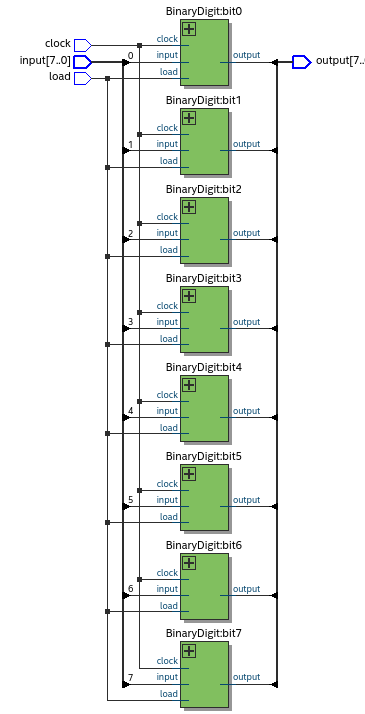 BinaryDigit:bit0
clock
clock
input[7..0]
0
input
output
output[7..
load
load
BinaryDigit:bit1
clock
1
input
output
load
BinaryDigit:bit2
clock
2
input
output
load
BinaryDigit:bit3
clock
3
input
output
load
BinaryDigit:bit4
clock
4
input
output
load
BinaryDigit:bit5
clock
5
input
output
load
BinaryDigit:bit6
clock
6
input
output
load
BinaryDigit:bit7
clock
7
input
output
load